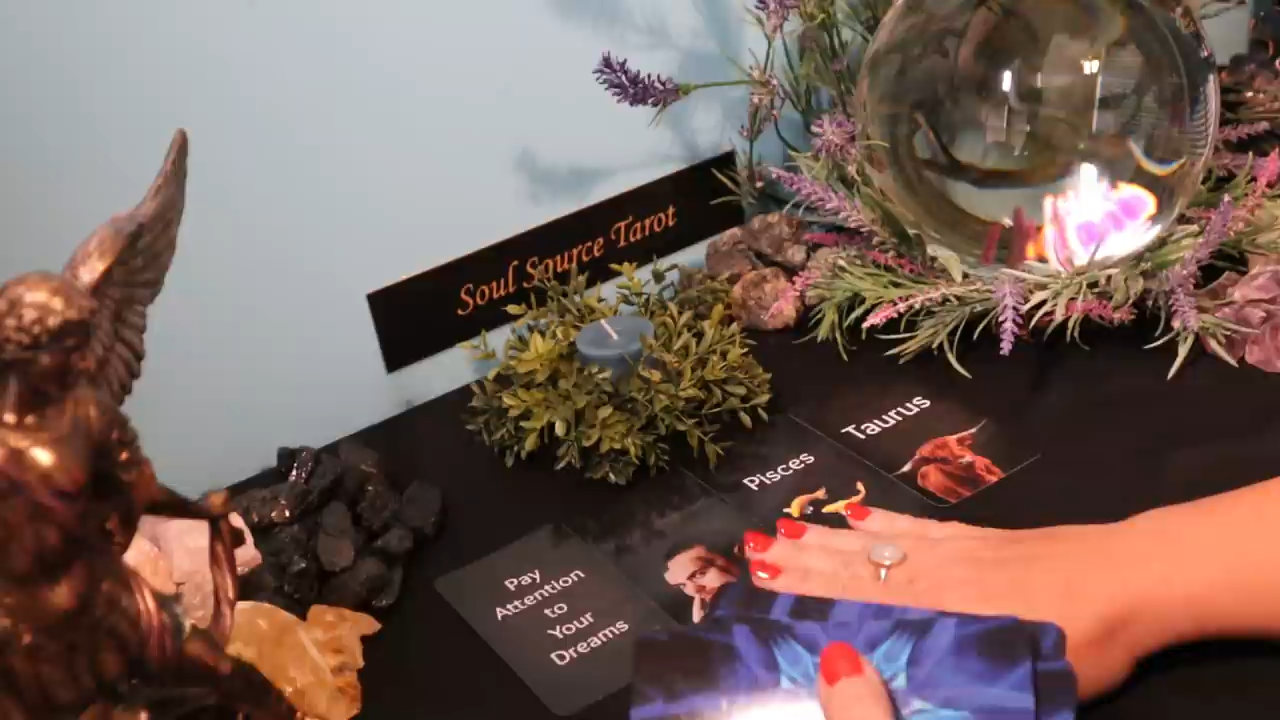 Soul Source Tarot
Taurus
Pisces
Pay
Attention
to
Your
Dreams